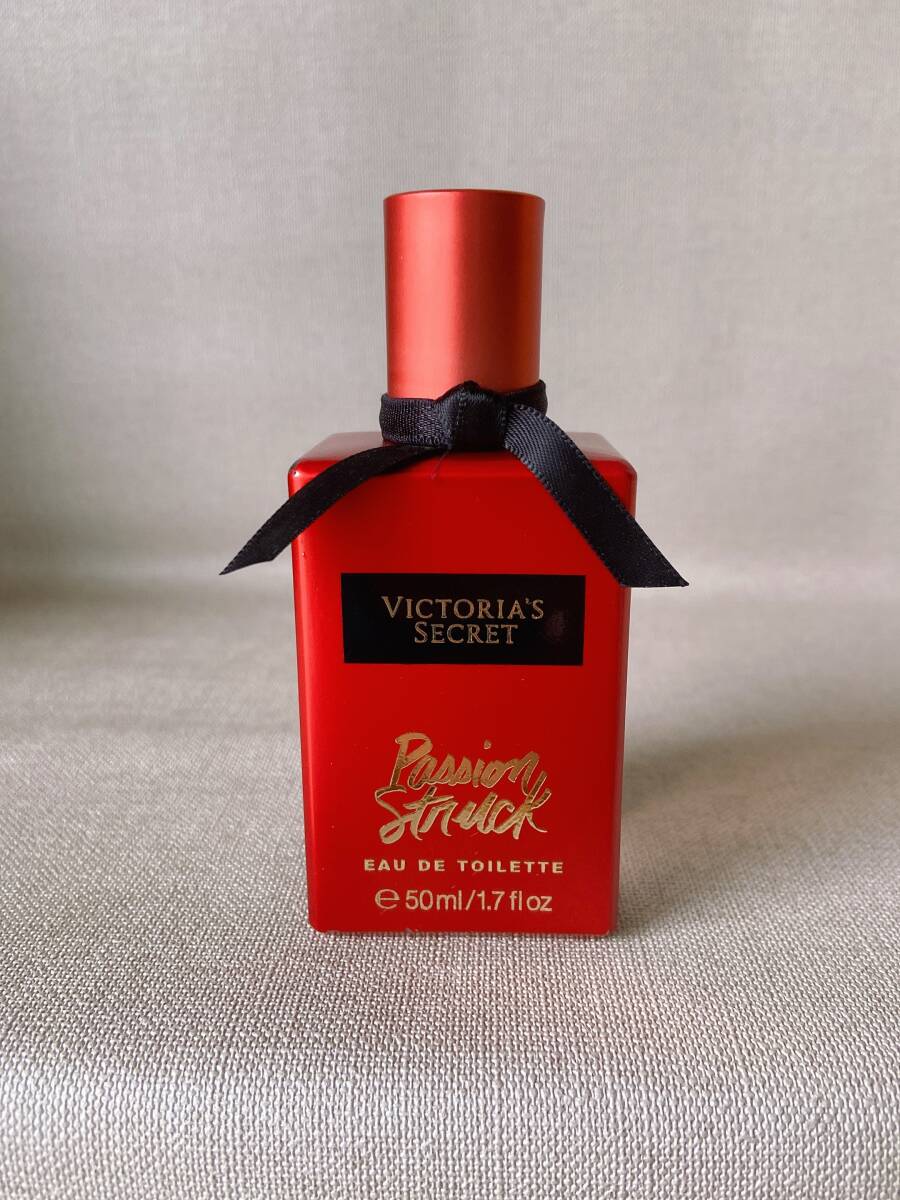 VICTORIA'S
SECRET
Passion
Struck
EAU DE TOILETTE
℮ 50ml/1.7 fl oz